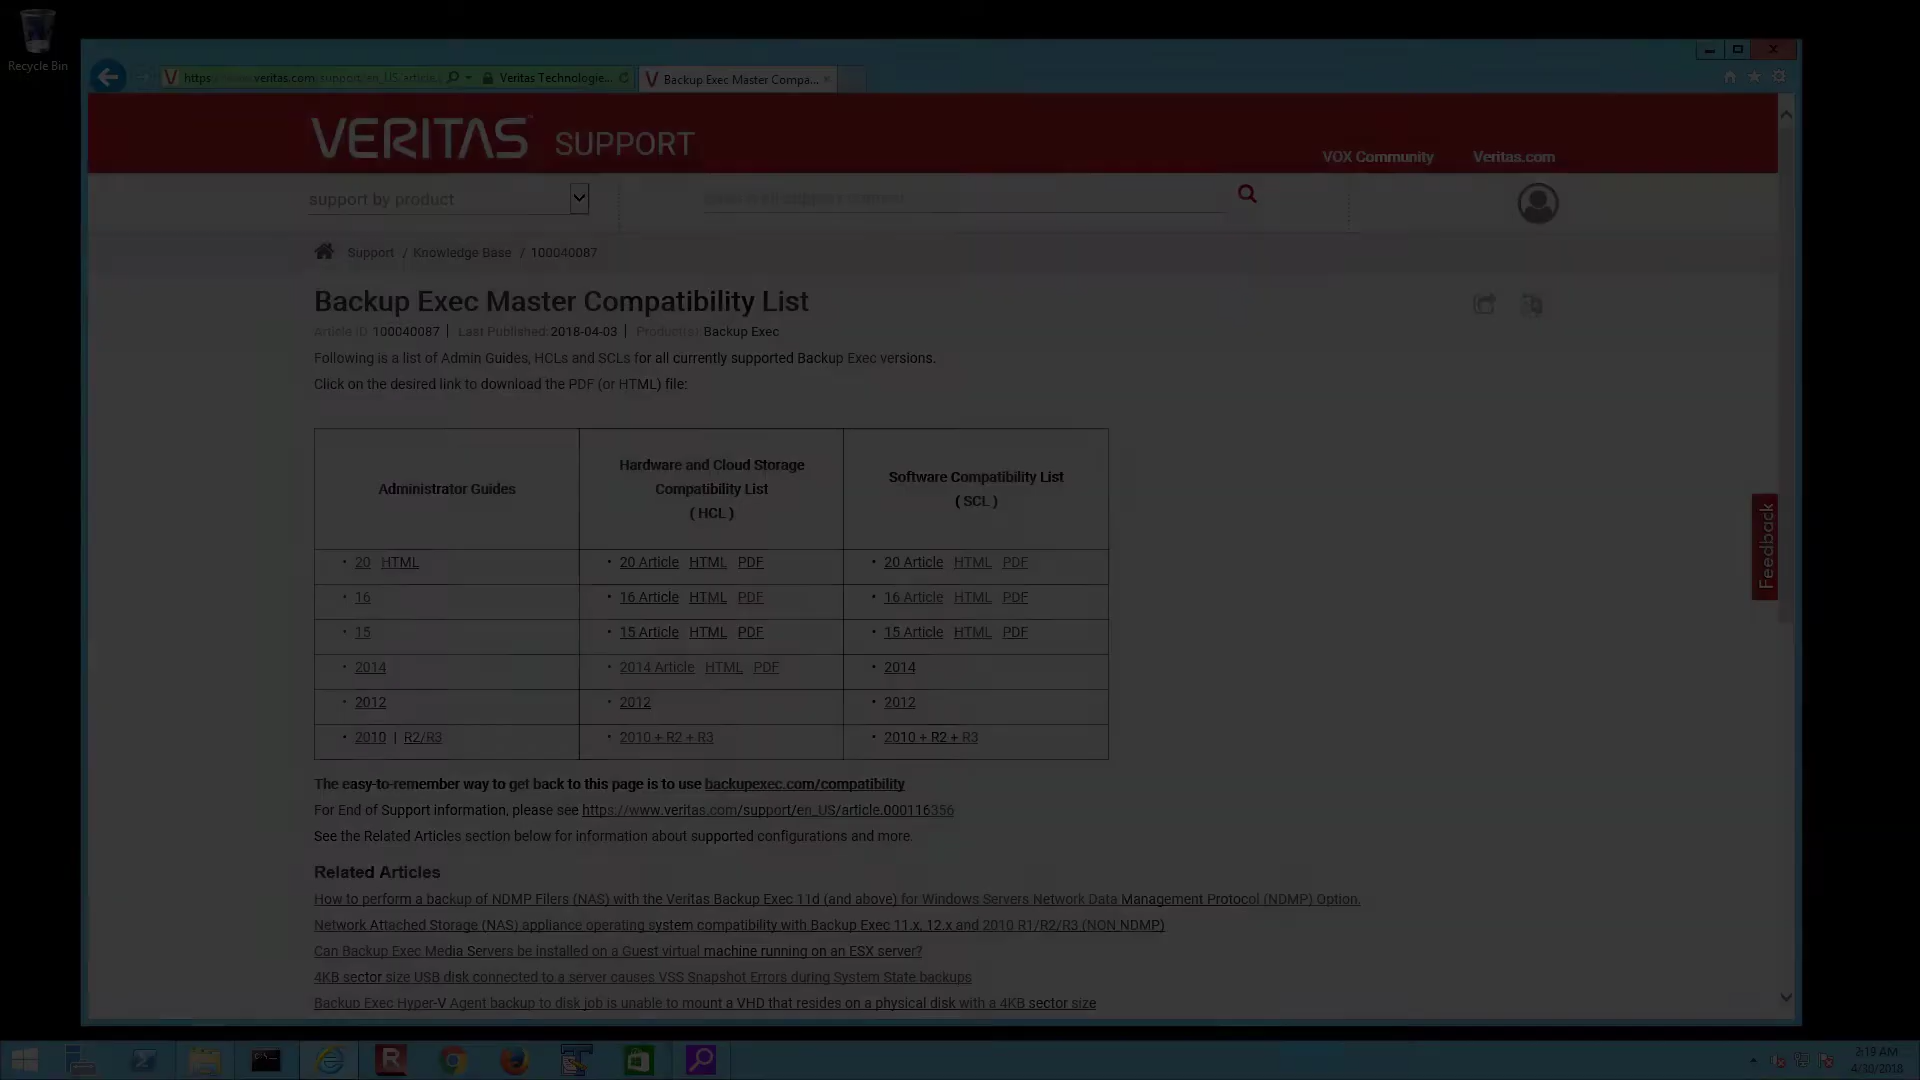 Recycle Bin
https://www.veritas.com/support/en_US/article. Veritas Technologie... Backup Exec Master Compa...
VERITAS SUPPORT
VOX Community Veritas.com
support by product
Support / Knowledge Base / 100040087
Backup Exec Master Compatibility List
Article ID: 100040087 Last Published: 2018-04-03 Product(s): Backup Exec
Following is a list of Admin Guides, HCLs and SCLs for all currently supported Backup Exec versions.
Click on the desired link to download the PDF (or HTML) file:
Administrator Guides
Hardware and Cloud Storage
Compatibility List
( HCL )
Software Compatibility List
( SCL )
• 20 HTML • 20 Article HTML PDF • 20 Article HTML PDF
• 16 • 16 Article HTML PDF • 16 Article HTML PDF
• 15 • 15 Article HTML PDF • 15 Article HTML PDF
• 2014 • 2014 Article HTML PDF • 2014
• 2012 • 2012 • 2012
• 2010 | R2/R3 • 2010 + R2 + R3 • 2010 + R2 + R3
The easy-to-remember way to get back to this page is to use backupexec.com/compatibility
For End of Support information, please see https://www.veritas.com/support/en_US/article.000116356
See the Related Articles section below for information about supported configurations and more.
Related Articles
How to perform a backup of NDMP Filers (NAS) with the Veritas Backup Exec 11d (and above) for Windows Servers Network Data Management Protocol (NDMP) Option.
Network Attached Storage (NAS) appliance operating system compatibility with Backup Exec 11.x, 12.x and 2010 R1/R2/R3 (NON NDMP)
Can Backup Exec Media Servers be installed on a Guest virtual machine running on an ESX server?
4KB sector size USB disk connected to a server causes VSS Snapshot Errors during System State backups
Backup Exec Hyper-V Agent backup to disk job is unable to mount a VHD that resides on a physical disk with a 4KB sector size
Feedback
2:19 AM
4/30/2018